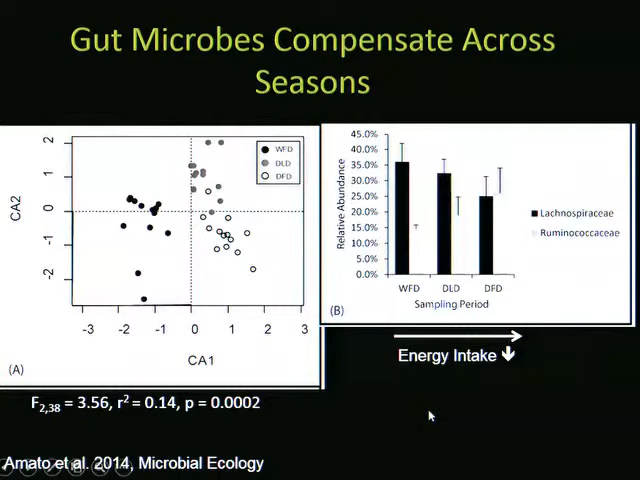 Gut Microbes Compensate Across
Seasons
2
1
0
-1
-2
CA2
WFD
DLD
DFD
-3
-2
-1
0
1
2
3
CA1
(A)
45.0%
40.0%
35.0%
30.0%
25.0%
20.0%
15.0%
10.0%
5.0%
0.0%
Relative Abundance
WFD
DLD
DFD
Sampling Period
Lachnospiraceae
Ruminococcaceae
(B)
Energy Intake
F2,38 = 3.56, r2 = 0.14, p = 0.0002
Amato et al. 2014, Microbial Ecology